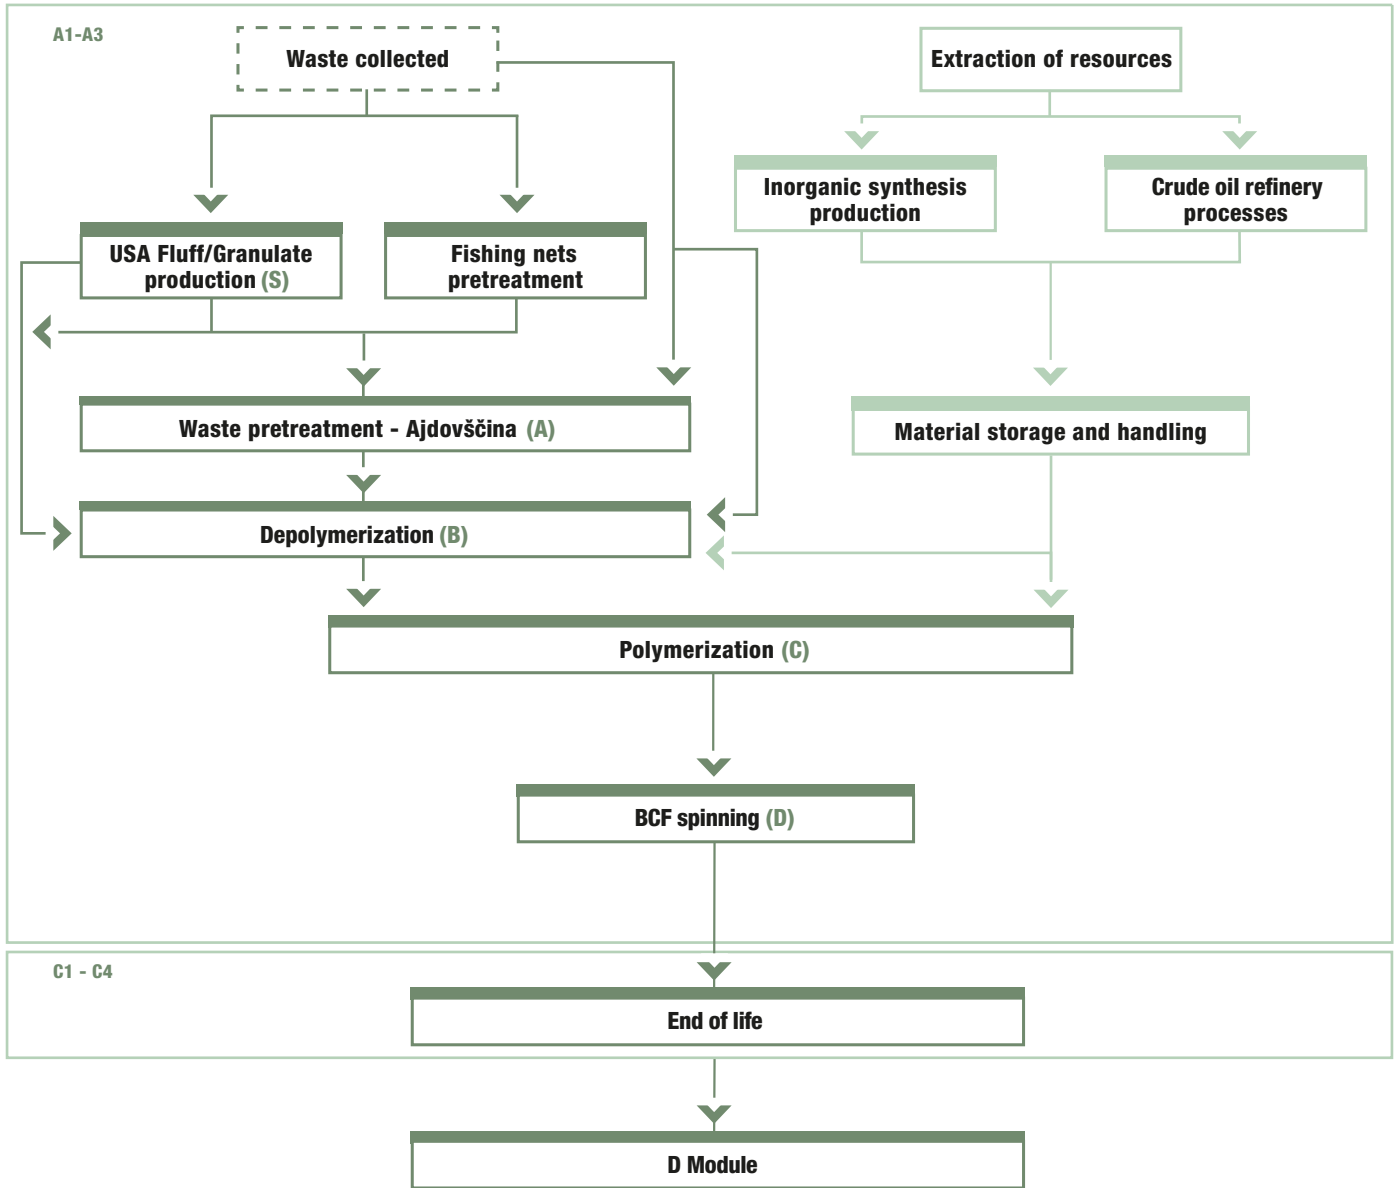 A1-A3
Waste collected
Extraction of resources
Inorganic synthesis
production
Crude oil refinery
processes
USA Fluff/Granulate
production (S)
Fishing nets
pretreatment
Waste pretreatment - Ajdovščina (A)
Material storage and handling
Depolymerization (B)
Polymerization (C)
BCF spinning (D)
C1 - C4
End of life
D Module